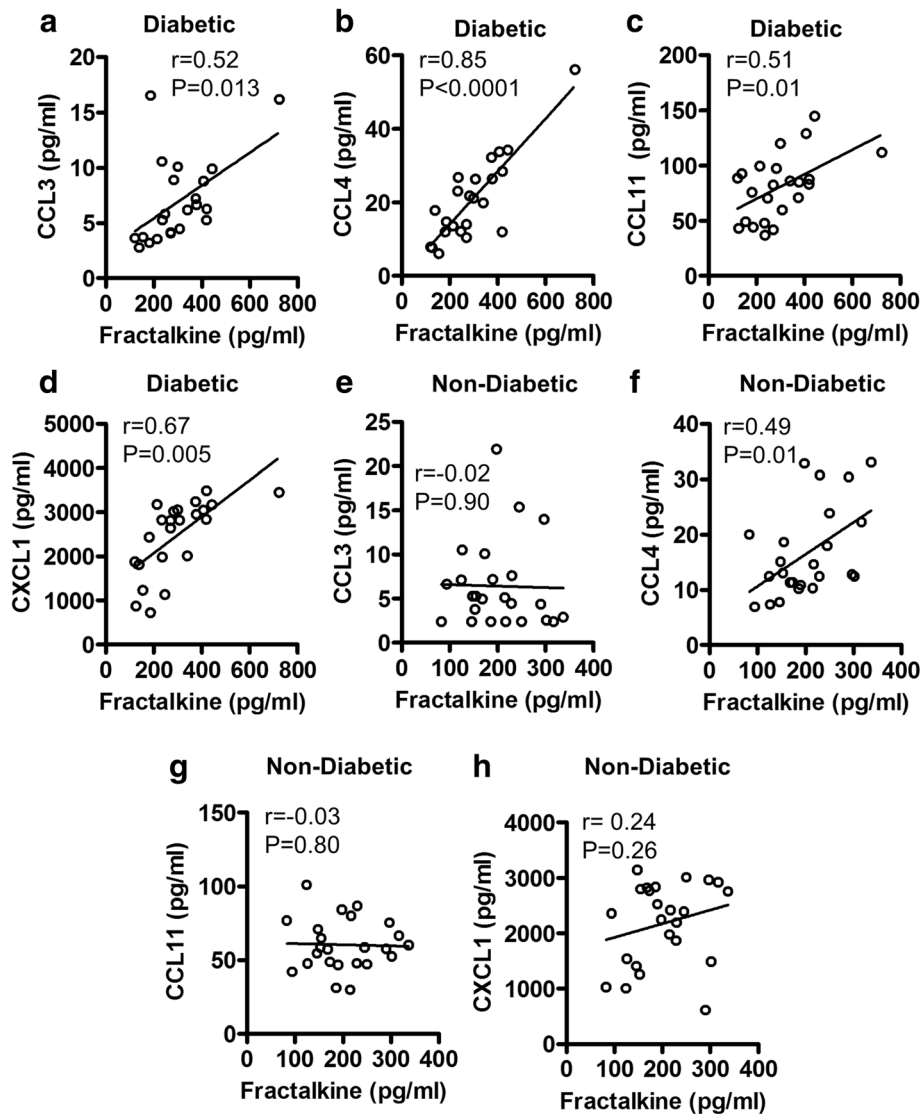 a
Diabetic
r=0.52
P=0.013
20
15
10
5
0
CCL3 (pg/ml)
0 200 400 600 800
Fractalkine (pg/ml)
b
Diabetic
r=0.85
P<0.0001
60
40
20
0
CCL4 (pg/ml)
0 200 400 600 800
Fractalkine (pg/ml)
c
Diabetic
r=0.51
P=0.01
200
150
100
50
0
CCL11 (pg/ml)
0 200 400 600 800
Fractalkine (pg/ml)
d
Diabetic
r=0.67
P=0.005
5000
4000
3000
2000
1000
0
CXCL1 (pg/ml)
0 200 400 600 800
Fractalkine (pg/ml)
e
Non-Diabetic
r=-0.02
P=0.90
25
20
15
10
5
0
CCL3 (pg/ml)
0 100 200 300 400
Fractalkine (pg/ml)
f
Non-Diabetic
r=0.49
P=0.01
40
30
20
10
0
CCL4 (pg/ml)
0 100 200 300 400
Fractalkine (pg/ml)
g
Non-Diabetic
r=-0.03
P=0.80
150
100
50
0
CCL11 (pg/ml)
0 100 200 300 400
Fractalkine (pg/ml)
h
Non-Diabetic
r= 0.24
P=0.26
4000
3000
2000
1000
0
CXCL1 (pg/ml)
0 100 200 300 400
Fractalkine (pg/ml)